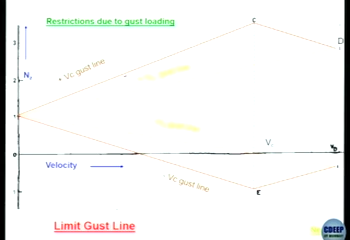 Restrictions due to gust loading
C
3
D
N
Vc gust line
2
1
V
0
Velocity
Vc gust line
1
E
Limit Gust Line
CDEEP